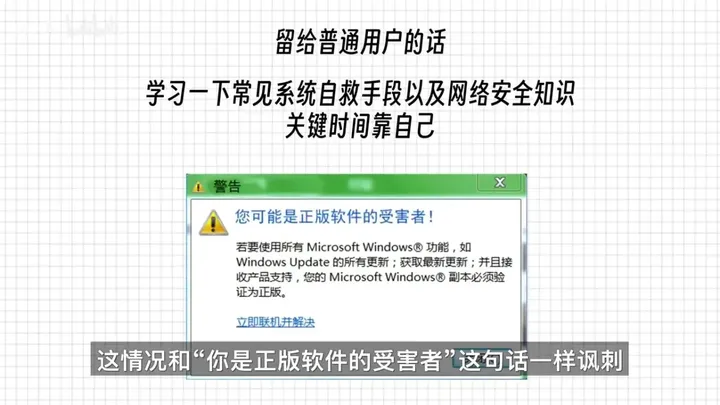 留给普通用户的话
学习一下常见系统自救手段以及网络安全知识
关键时间靠自己
警告
您可能是正版软件的受害者！
若要使用所有 Microsoft Windows® 功能，如
Windows Update 的所有更新；获取最新更新；并且接
收产品支持，您的 Microsoft Windows® 副本必须验
证为正版。
立即联机并解决
这情况和“你是正版软件的受害者”这句话一样讽刺